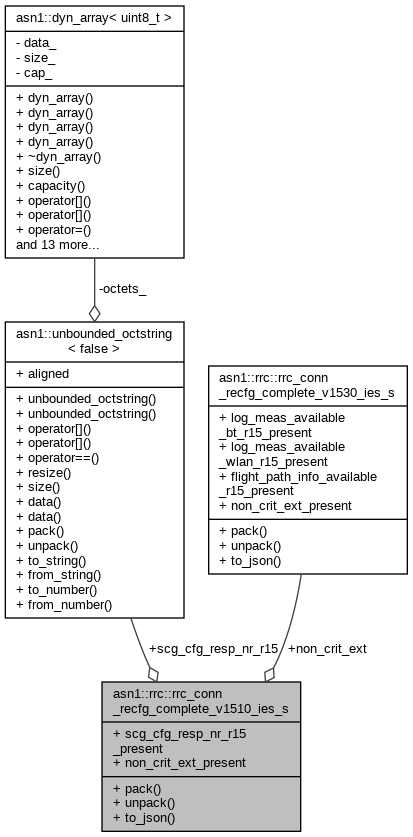 asn1::dyn_array< uint8_t >
- data_
- size_
- cap_
+ dyn_array()
+ dyn_array()
+ dyn_array()
+ dyn_array()
+ ~dyn_array()
+ size()
+ capacity()
+ operator[]()
+ operator[]()
+ operator=()
and 13 more...
-octets_
asn1::unbounded_octstring
< false >
+ aligned
+ unbounded_octstring()
+ unbounded_octstring()
+ operator[]()
+ operator[]()
+ operator==()
+ resize()
+ size()
+ data()
+ data()
+ pack()
+ unpack()
+ to_string()
+ from_string()
+ to_number()
+ from_number()
asn1::rrc::rrc_conn
_recfg_complete_v1530_ies_s
+ log_meas_available
_bt_r15_present
+ log_meas_available
_wlan_r15_present
+ flight_path_info_available
_r15_present
+ non_crit_ext_present
+ pack()
+ unpack()
+ to_json()
+scg_cfg_resp_nr_r15
+non_crit_ext
asn1::rrc::rrc_conn
_recfg_complete_v1510_ies_s
+ scg_cfg_resp_nr_r15
_present
+ non_crit_ext_present
+ pack()
+ unpack()
+ to_json()